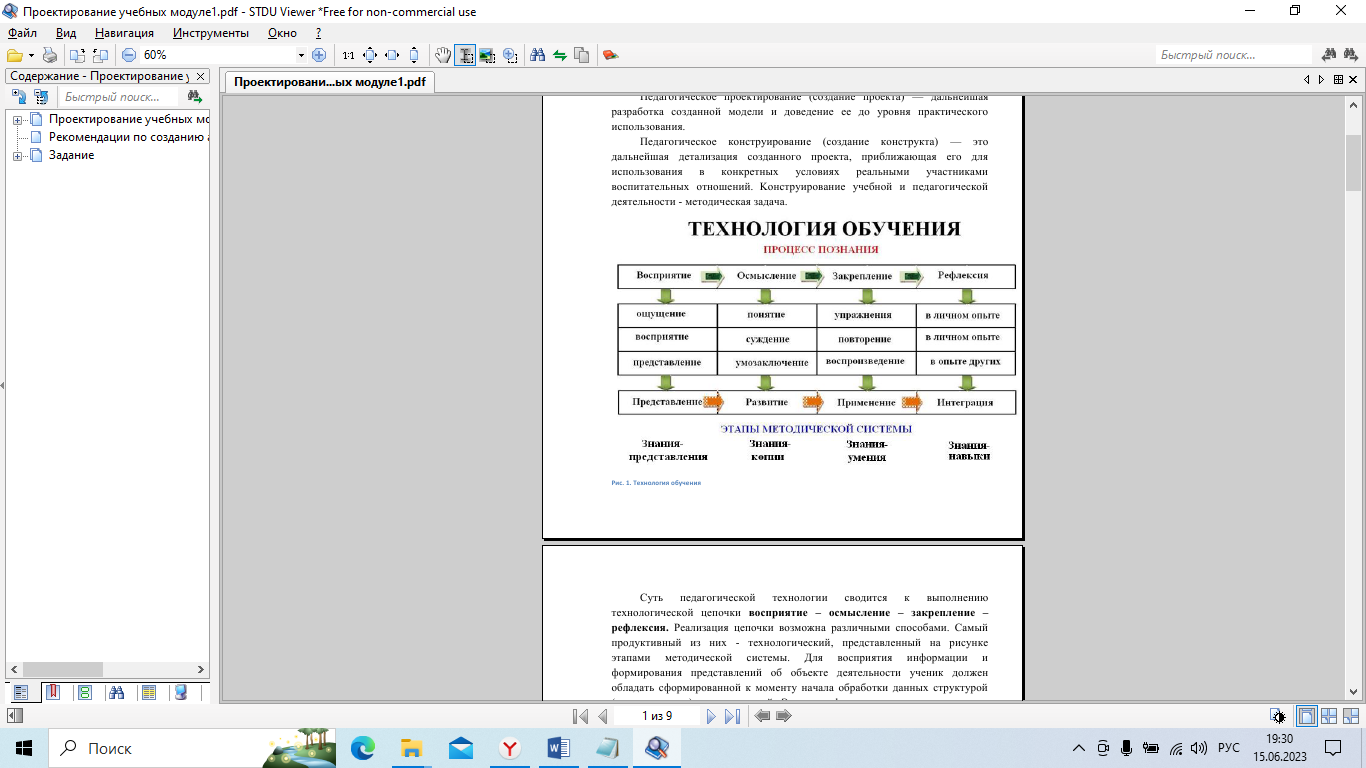 Проектирование учебных модуле1.pdf - STDU Viewer *Free for non-commercial use
Файл Вид Навигация Инструменты Окно ?
60%
1:1
Быстрый поиск...
Содержание - Проектирование
Проектировани...ых модуле1.pdf
Быстрый поиск...
Проектирование учебных мо
Рекомендации по созданию
Задание
Педагогическое проектирование (создание проекта) — дальнейшая
разработка созданной модели и доведение ее до уровня практического
использования.
Педагогическое конструирование (создание конструкта) — это
дальнейшая детализация созданного проекта, приближающая его для
использования в конкретных условиях реальными участниками
воспитательных отношений. Конструирование учебной и педагогической
деятельности - методическая задача.
ТЕХНОЛОГИЯ ОБУЧЕНИЯ
ПРОЦЕСС ПОЗНАНИЯ
Восприятие Осмысление Закрепление Рефлексия
ощущение понятие упражнения в личном опыте
восприятие суждение повторение в личном опыте
представление умозаключение воспроизведение в опыте других
Представление Развитие Применение Интеграция
ЭТАПЫ МЕТОДИЧЕСКОЙ СИСТЕМЫ
Знания- Знания- Знания- Знания-
представления копии умения навыки
Рис. 1. Технология обучения
Суть педагогической технологии сводится к выполнению
технологической цепочки восприятие – осмысление – закрепление –
рефлексия. Реализация цепочки возможна различными способами. Самый
продуктивный из них - технологический, представленный на рисунке
этапами методической системы. Для восприятия информации и
формирования представлений об объекте деятельности ученик должен
обладать сформированной к моменту начала обработки данных структурой
1 из 9
Поиск
РУС
19:30
15.06.2023